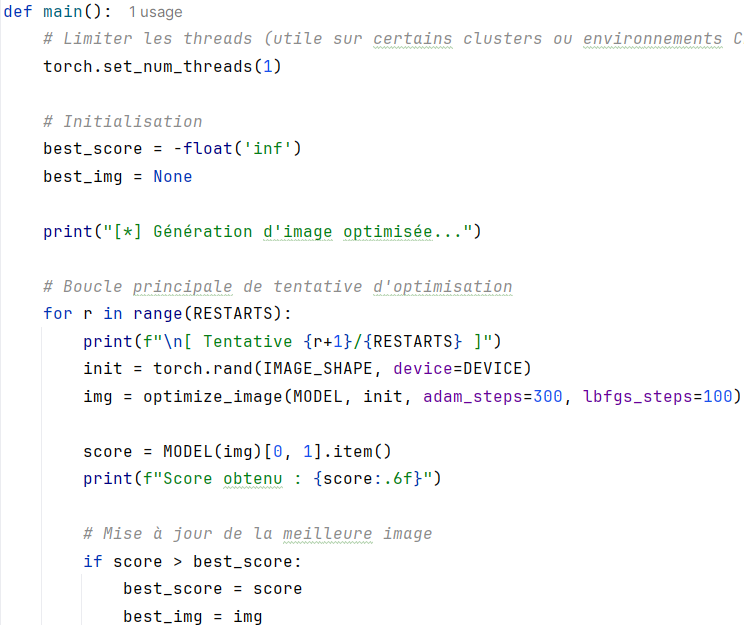 def main():  1 usage
    # Limiter les threads (utile sur certains clusters ou environnements C
    torch.set_num_threads(1)
    # Initialisation
    best_score = -float('inf')
    best_img = None
    print("[*] Génération d'image optimisée...")
    # Boucle principale de tentative d'optimisation
    for r in range(RESTARTS):
        print(f"\n[ Tentative {r+1}/{RESTARTS} ]")
        init = torch.rand(IMAGE_SHAPE, device=DEVICE)
        img = optimize_image(MODEL, init, adam_steps=300, lbfgs_steps=100)
        score = MODEL(img)[0, 1].item()
        print(f"Score obtenu : {score:.6f}")
        # Mise à jour de la meilleure image
        if score > best_score:
            best_score = score
            best_img = img